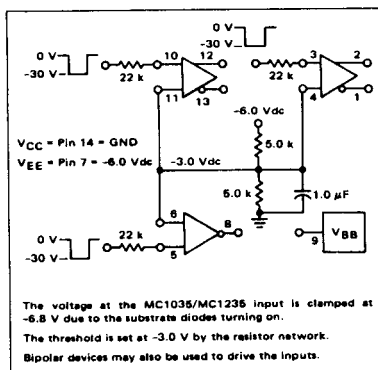 0 V
-30 V
22 k
10
12
11
13
0 V
-30 V
22 k
3
2
4
1
VCC = Pin 14 = GND
VEE = Pin 7 = -6.0 Vdc
-6.0 Vdc
5.0 k
-3.0 V
5.0 k
1.0 μF
0 V
-30 V
22 k
6
5
8
9
VBB
The voltage at the MC1035/MC1235 input is clamped at
-6.8 V due to the substrate diodes turning on.
The threshold is set at -3.0 V by the resistor network.
Bipolar devices may also be used to drive the inputs.